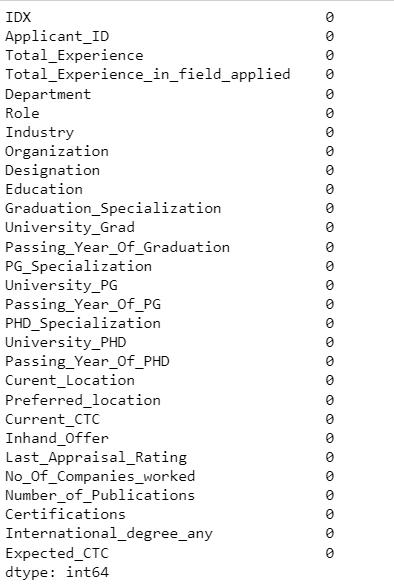 IDX 0
Applicant_ID 0
Total_Experience 0
Total_Experience_in_field_applied 0
Department 0
Role 0
Industry 0
Organization 0
Designation 0
Education 0
Graduation_Specialization 0
University_Grad 0
Passing_Year_Of_Graduation 0
PG_Specialization 0
University_PG 0
Passing_Year_Of_PG 0
PHD_Specialization 0
University_PHD 0
Passing_Year_Of_PHD 0
Curent_Location 0
Preferred_location 0
Current_CTC 0
Inhand_Offer 0
Last_Appraisal_Rating 0
No_Of_Companies_worked 0
Number_of_Publications 0
Certifications 0
International_degree_any 0
Expected_CTC 0
dtype: int64